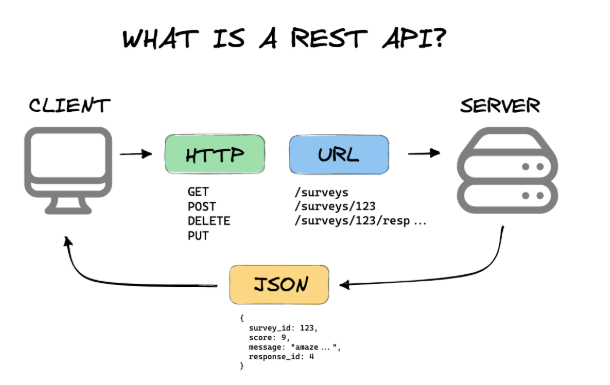 WHAT IS A REST API?
CLIENT
SERVER
HTTP
URL
GET
POST
DELETE
PUT
/surveys
/surveys/123
/surveys/123/resp...
JSON
{
survey_id: 123,
score: 9,
message: "amaze...",
response_id: 4
}